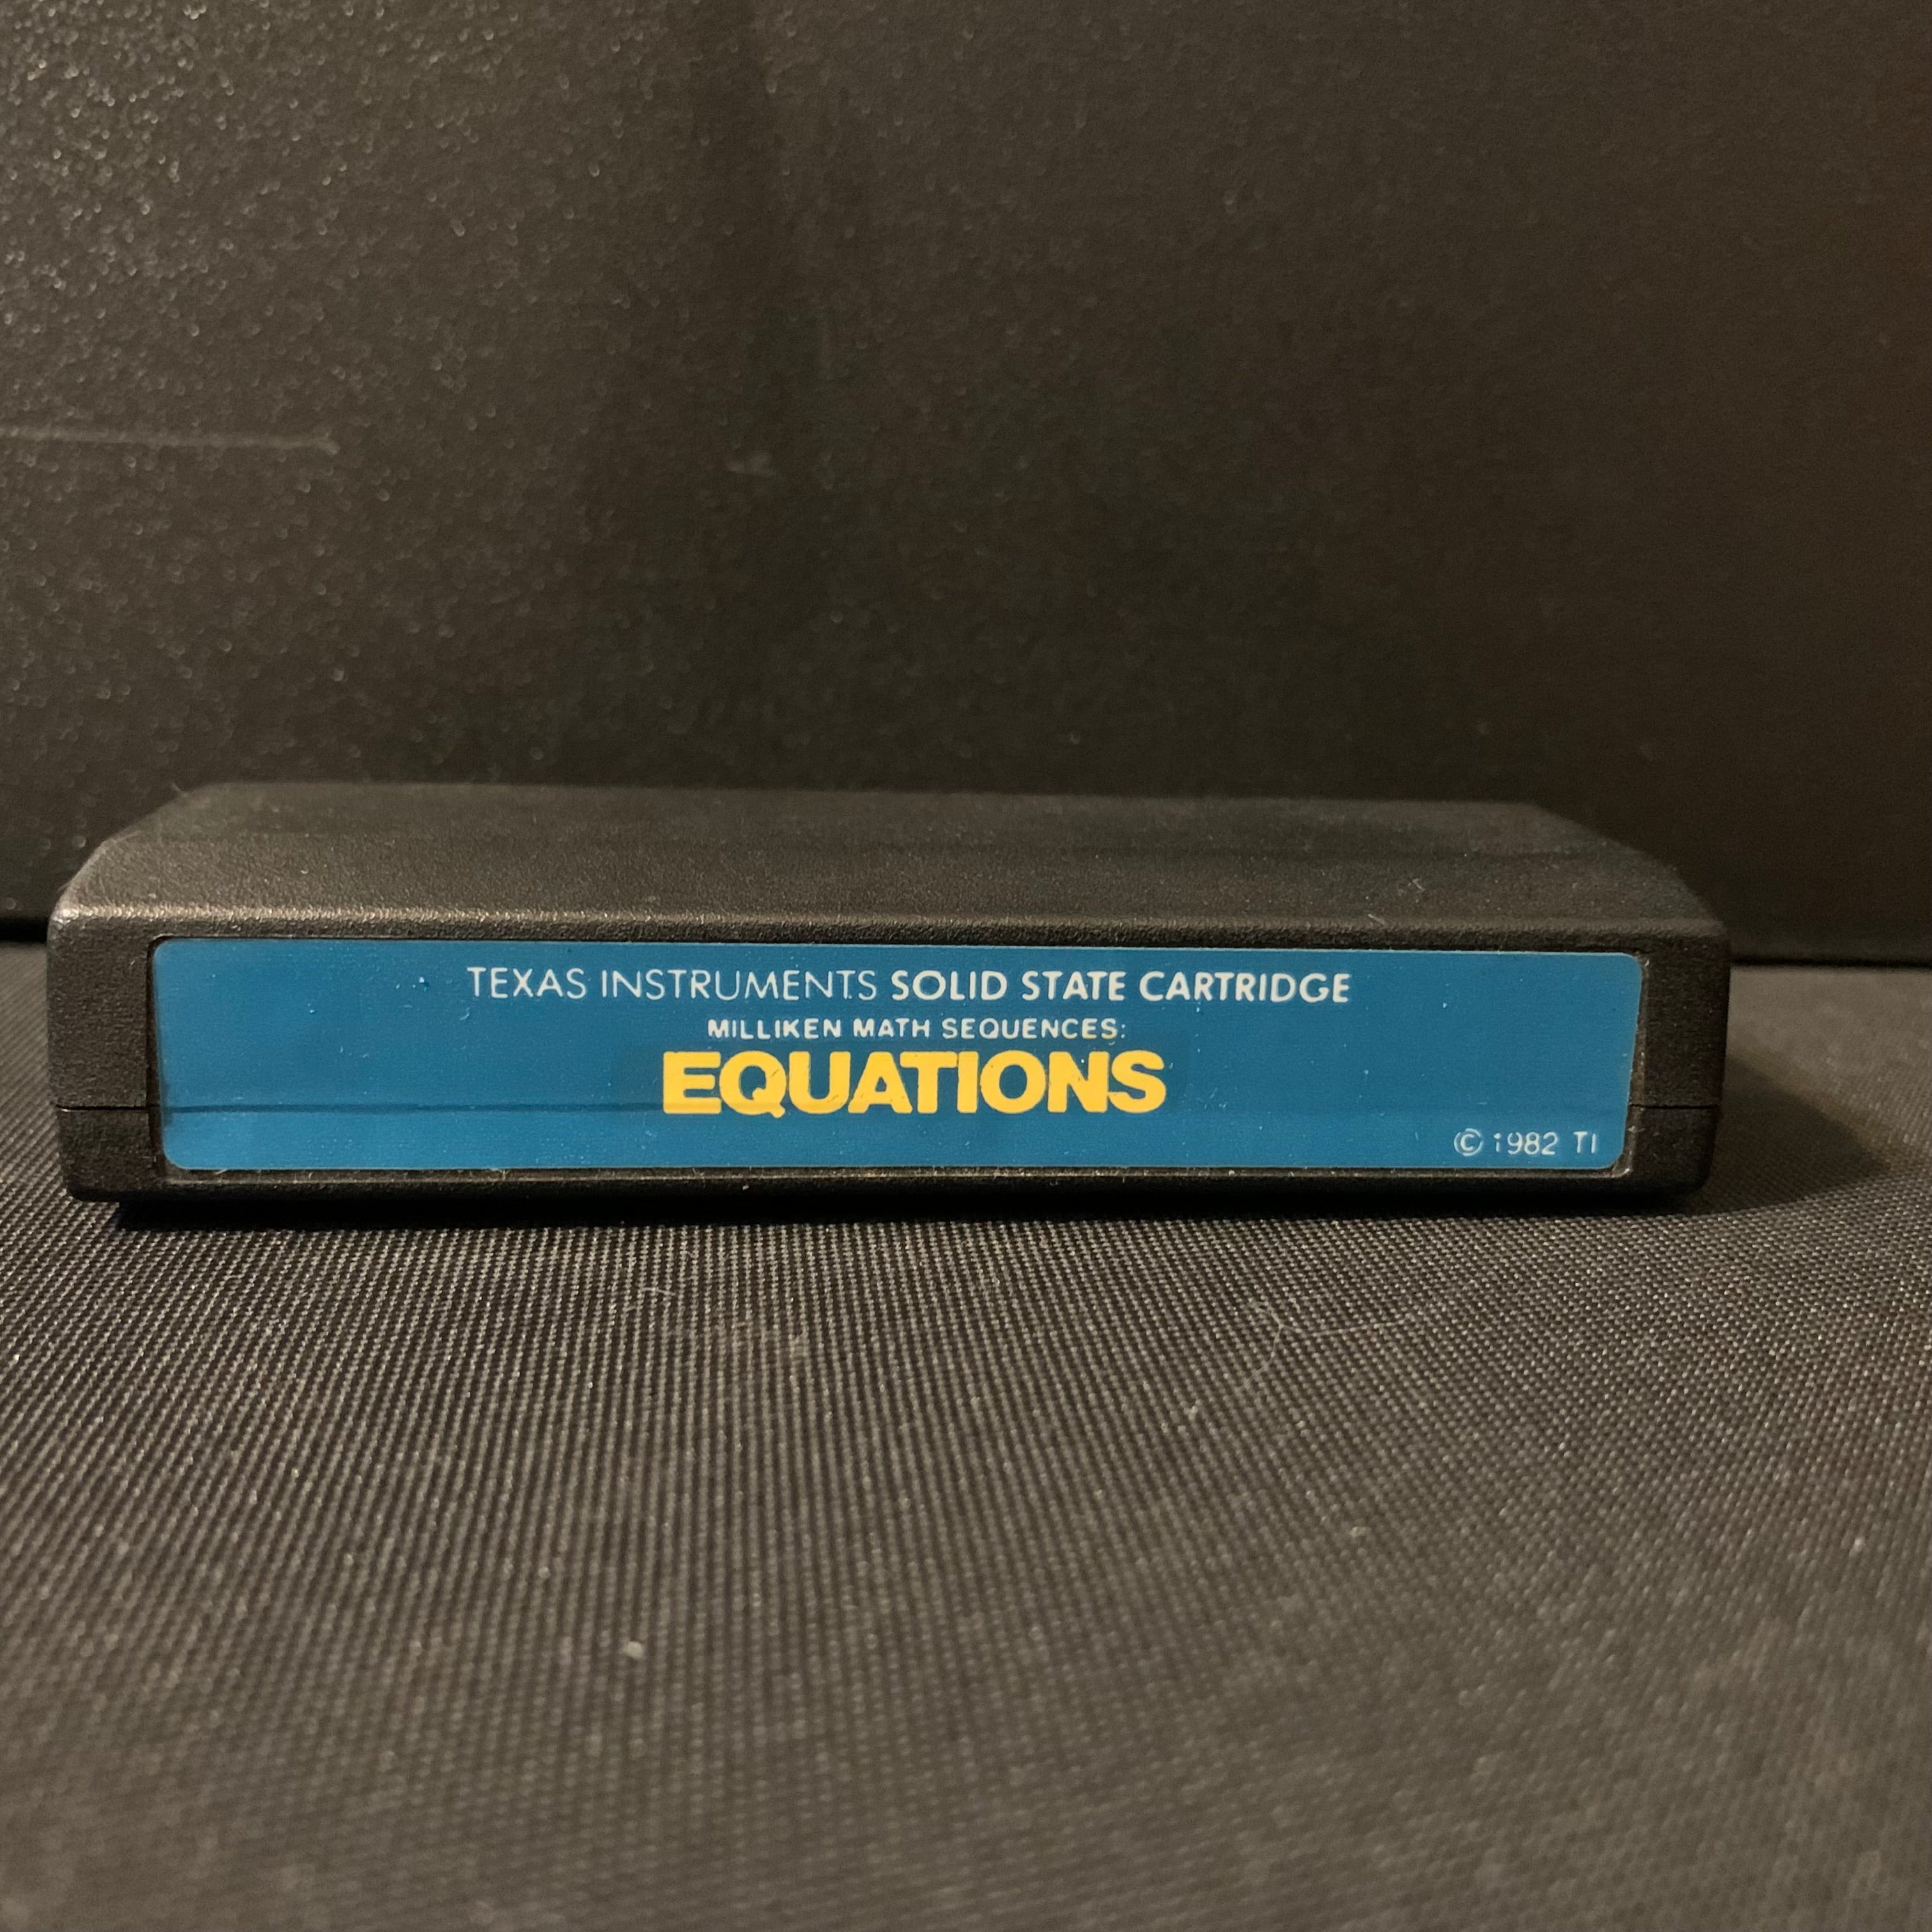 TEXAS INSTRUMENTS SOLID STATE CARTRIDGE
MILLIKEN MATH SEQUENCES:
EQUATIONS
© 1982 TI